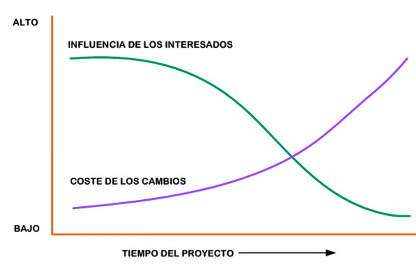 ALTO
INFLUENCIA DE LOS INTERESADOS
COSTE DE LOS CAMBIOS
BAJO
TIEMPO DEL PROYECTO